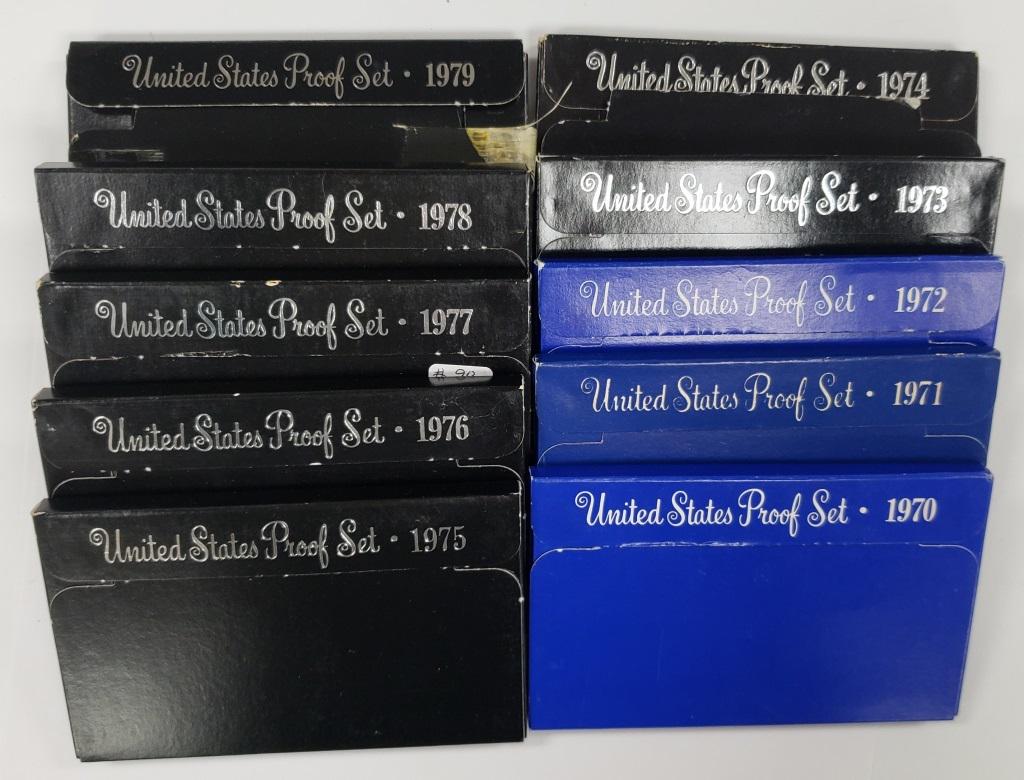 United States Proof Set · 1979
United States Proof Set · 1978
United States Proof Set · 1977
# 90
United States Proof Set · 1976
United States Proof Set · 1975
United States Proof Set · 1974
United States Proof Set · 1973
United States Proof Set · 1972
United States Proof Set · 1971
United States Proof Set · 1970